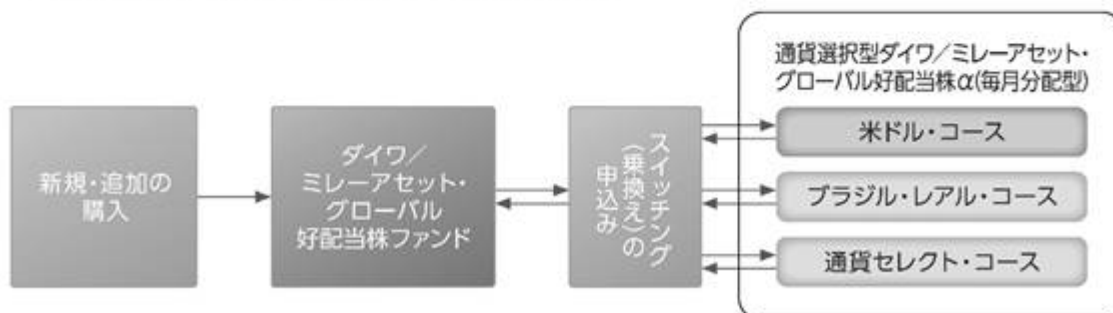 新規・追加の
購入
ダイワ/
ミレーアセット・
グローバル
好配当株ファンド
スイッチング
(乗換え)の
申込み
通貨選択型ダイワ/ミレーアセット・
グローバル好配当株α(毎月分配型)
米ドル・コース
ブラジル・レアル・コース
通貨セレクト・コース